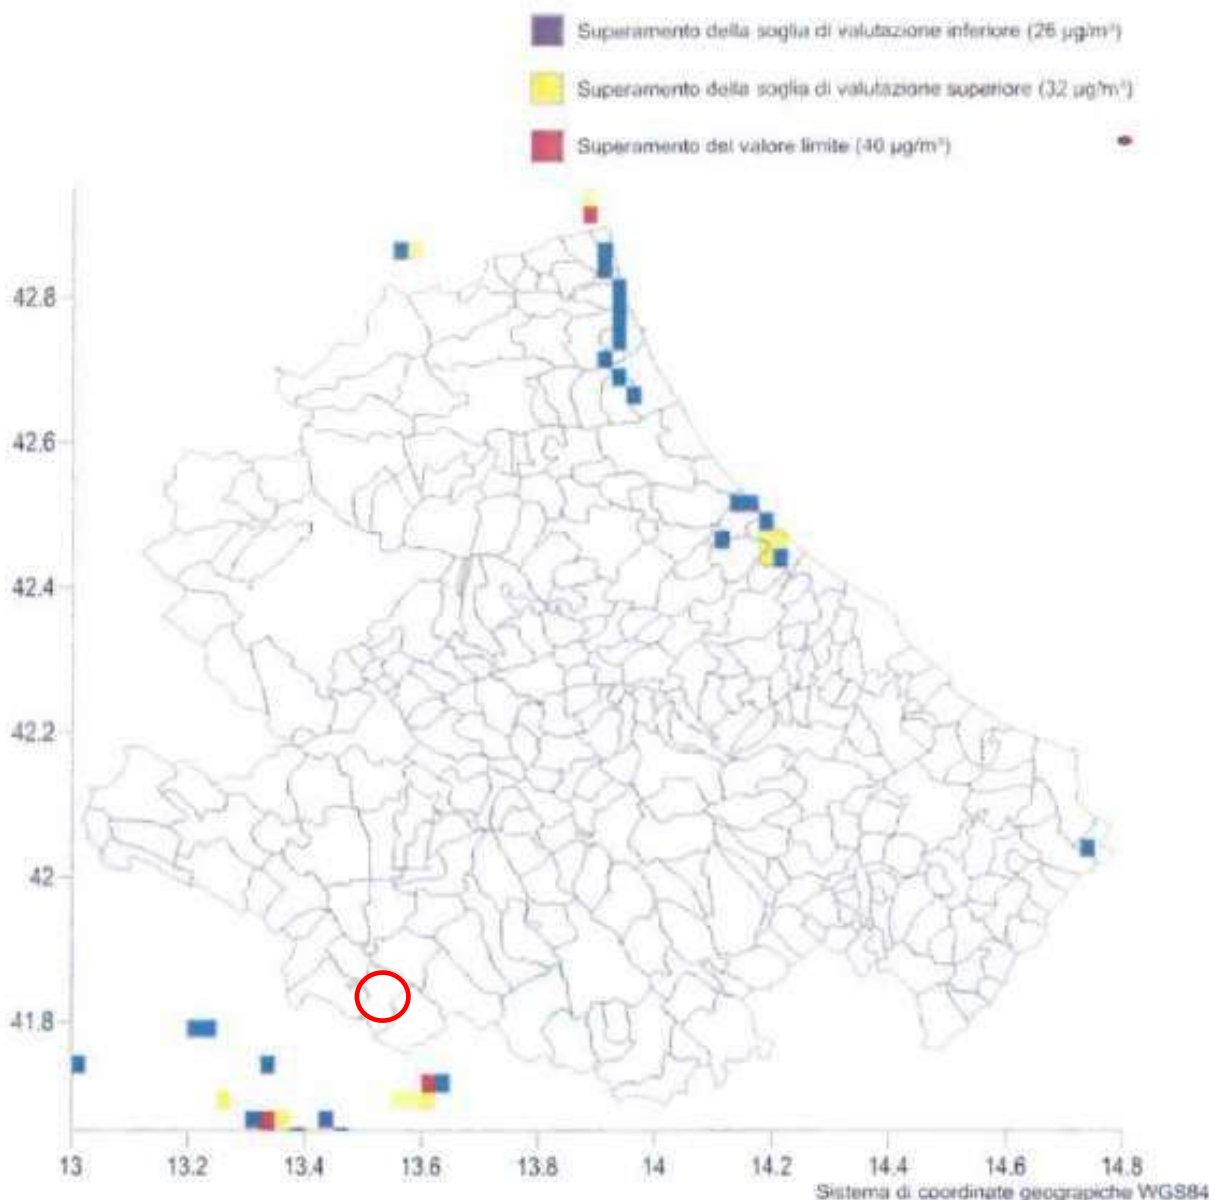 Superamento della soglia di valutazione inferiore (26 µg/m³)
Superamento della soglia di valutazione superiore (32 µg/m³)
Superamento del valore limite (40 µg/m³)
42.8
42.6
42.4
42.2
42
41.8
13 13.2 13.4 13.6 13.8 14 14.2 14.4 14.6 14.8
Sistema di coordinate geograpiche WGS84